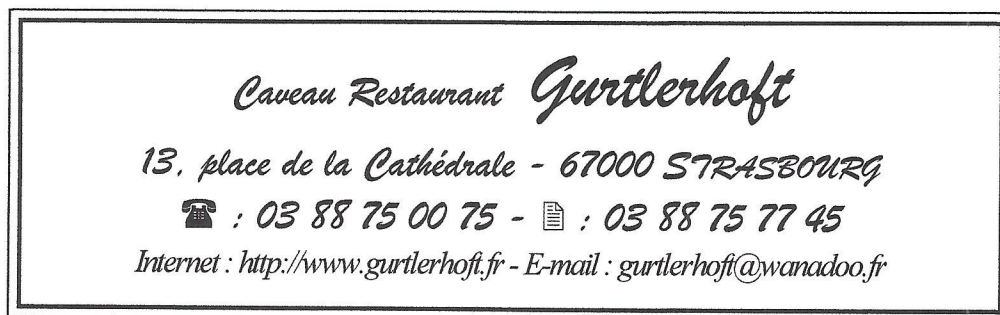 Caveau Restaurant Gurtlerhoft
13, place de la Cathédrale - 67000 STRASBOURG
☎ : 03 88 75 00 75 - 🗎 : 03 88 75 77 45
Internet : http://www.gurtlerhoft.fr - E-mail : gurtlerhoft@wanadoo.fr